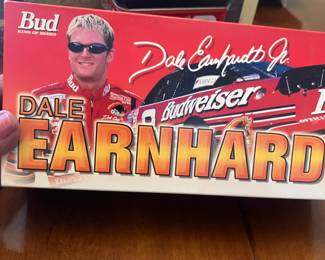 Bud
KING OF BEERS
Dale Earnhardt Jr.
Budweiser
DALE
EARNHARD